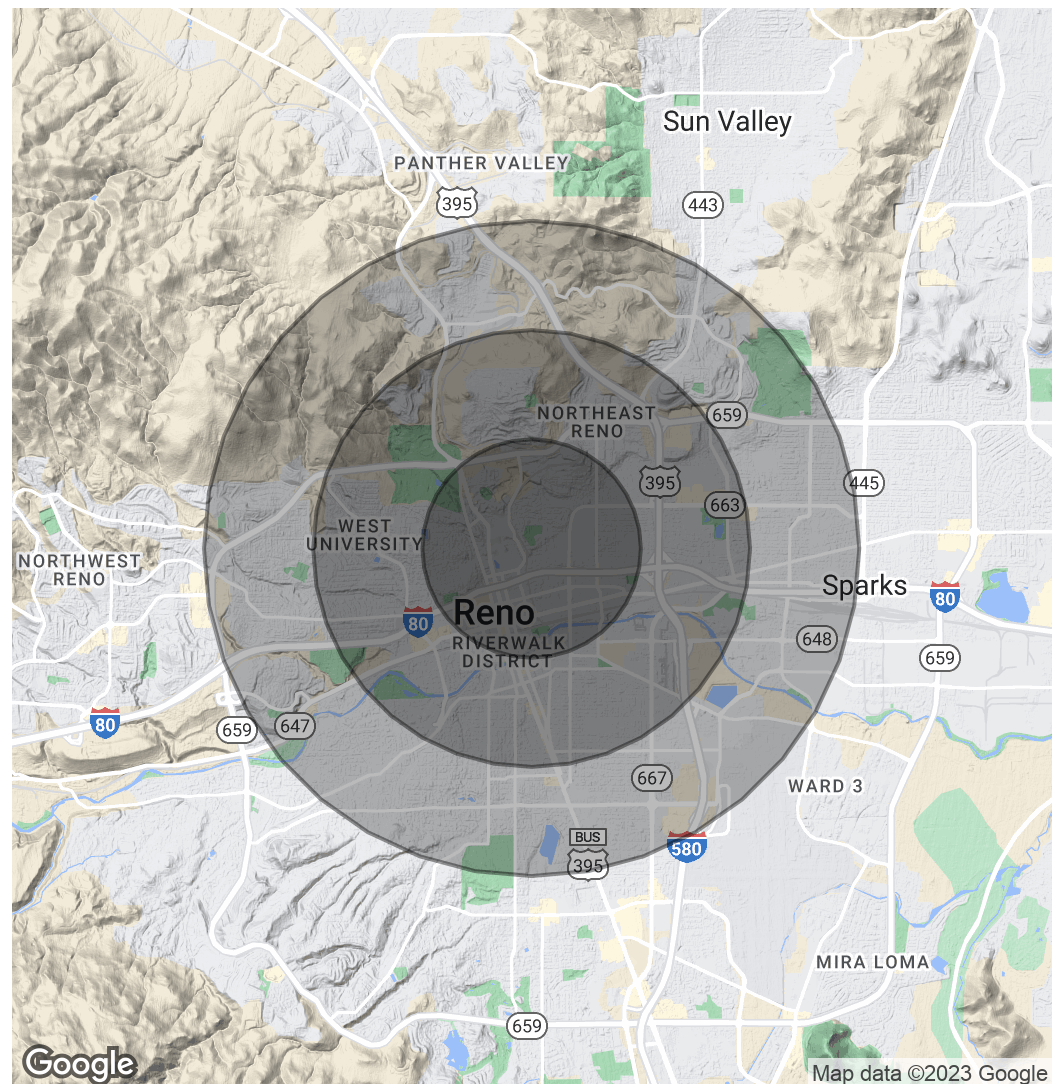 Sun Valley
PANTHER VALLEY
395
443
NORTHEAST
RENO
659
395
445
663
WEST
UNIVERSITY
NORTHWEST
RENO
Sparks
80
Reno
80
RIVERWALK
DISTRICT
648
659
80
659
647
667
WARD 3
BUS
395
580
MIRA LOMA
659
Google
Map data ©2023 Google